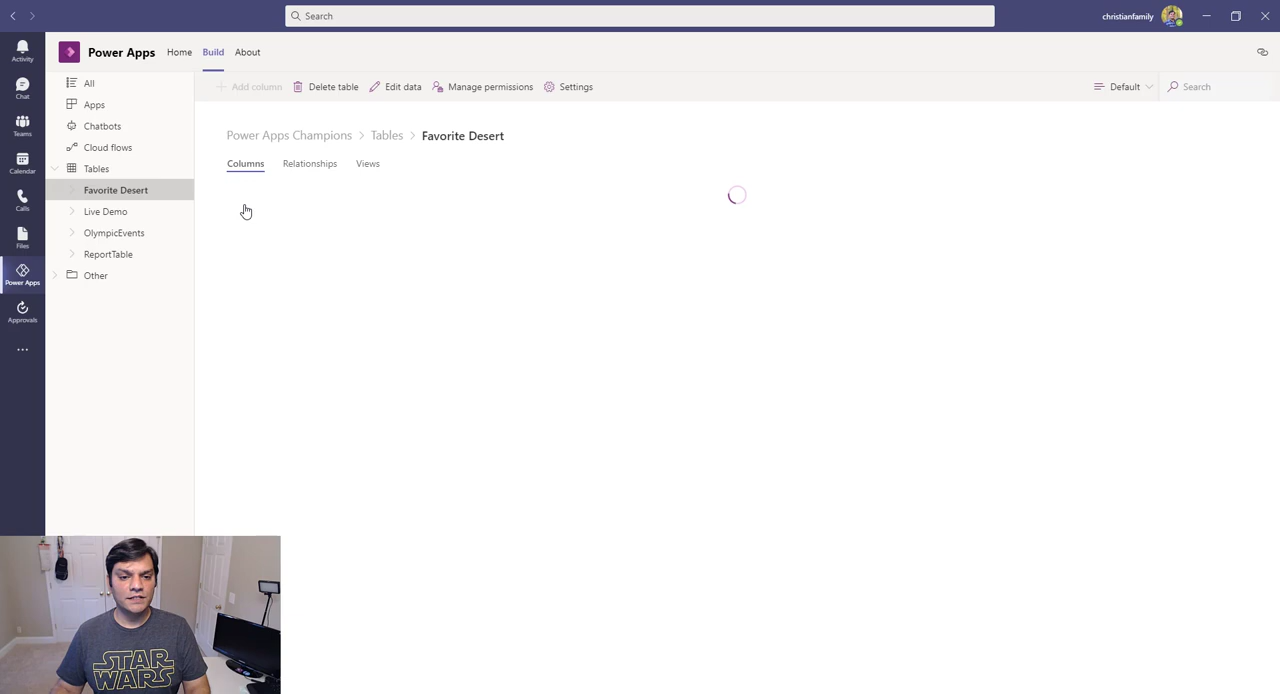 Search
christianfamily
Power Apps Home Build About
Activity
Chat
Teams
Calendar
Calls
Files
Power Apps
Approvals
All
Apps
Chatbots
Cloud flows
Tables
Favorite Desert
Live Demo
OlympicEvents
ReportTable
Other
Add column Delete table Edit data Manage permissions Settings Default Search
Power Apps Champions > Tables > Favorite Desert
Columns Relationships Views
STAR
WARS